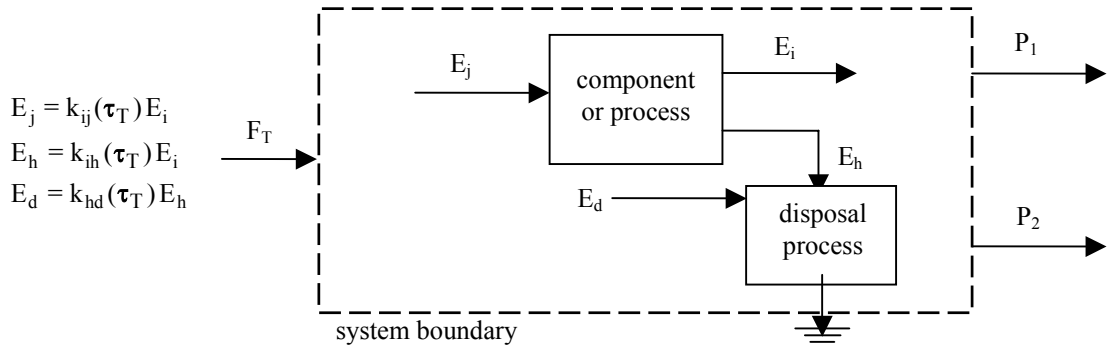 E_j = k_ij(τ_T)E_i
E_h = k_ih(τ_T)E_i
E_d = k_hd(τ_T)E_h
F_T
E_j
component
or process
E_i
E_h
E_d
disposal
process
P_1
P_2
system boundary